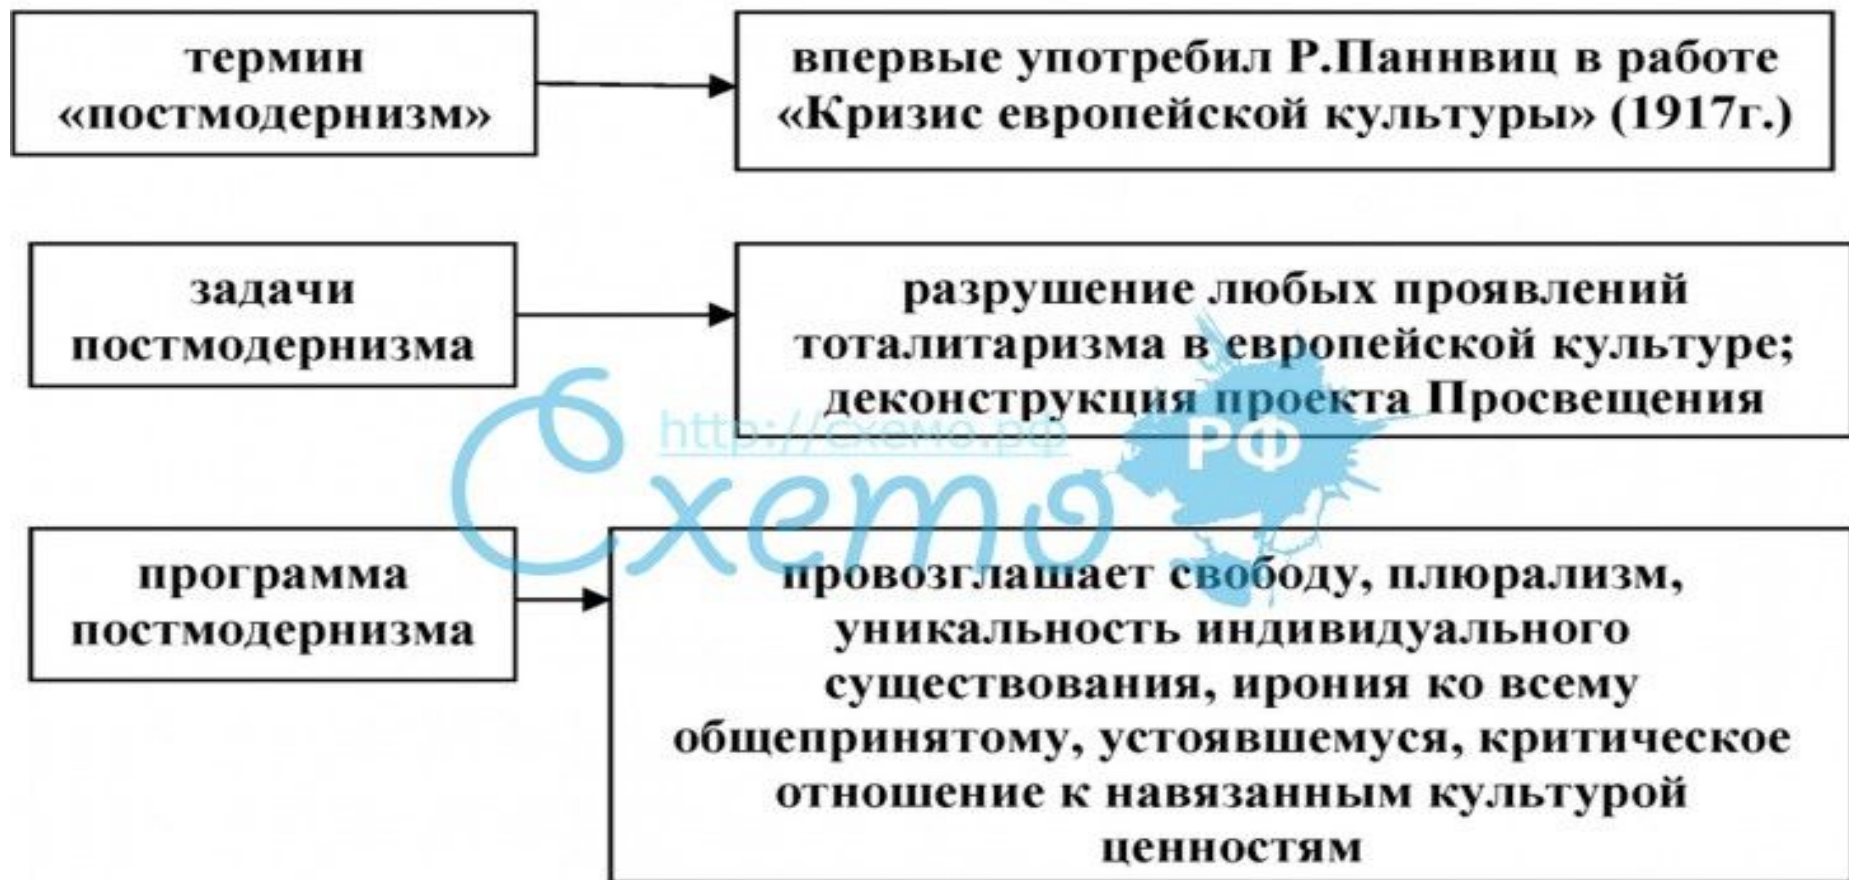 термин
«постмодернизм»
впервые употребил Р.Паннвиц в работе
«Кризис европейской культуры» (1917г.)
задачи
постмодернизма
разрушение любых проявлений
тоталитаризма в европейской культуре;
деконструкция проекта Просвещения
http://схемо.рф
Схемо
РФ
программа
постмодернизма
провозглашает свободу, плюрализм,
уникальность индивидуального
существования, ирония ко всему
общепринятому, устоявшемуся, критическое
отношение к навязанным культурой
ценностям